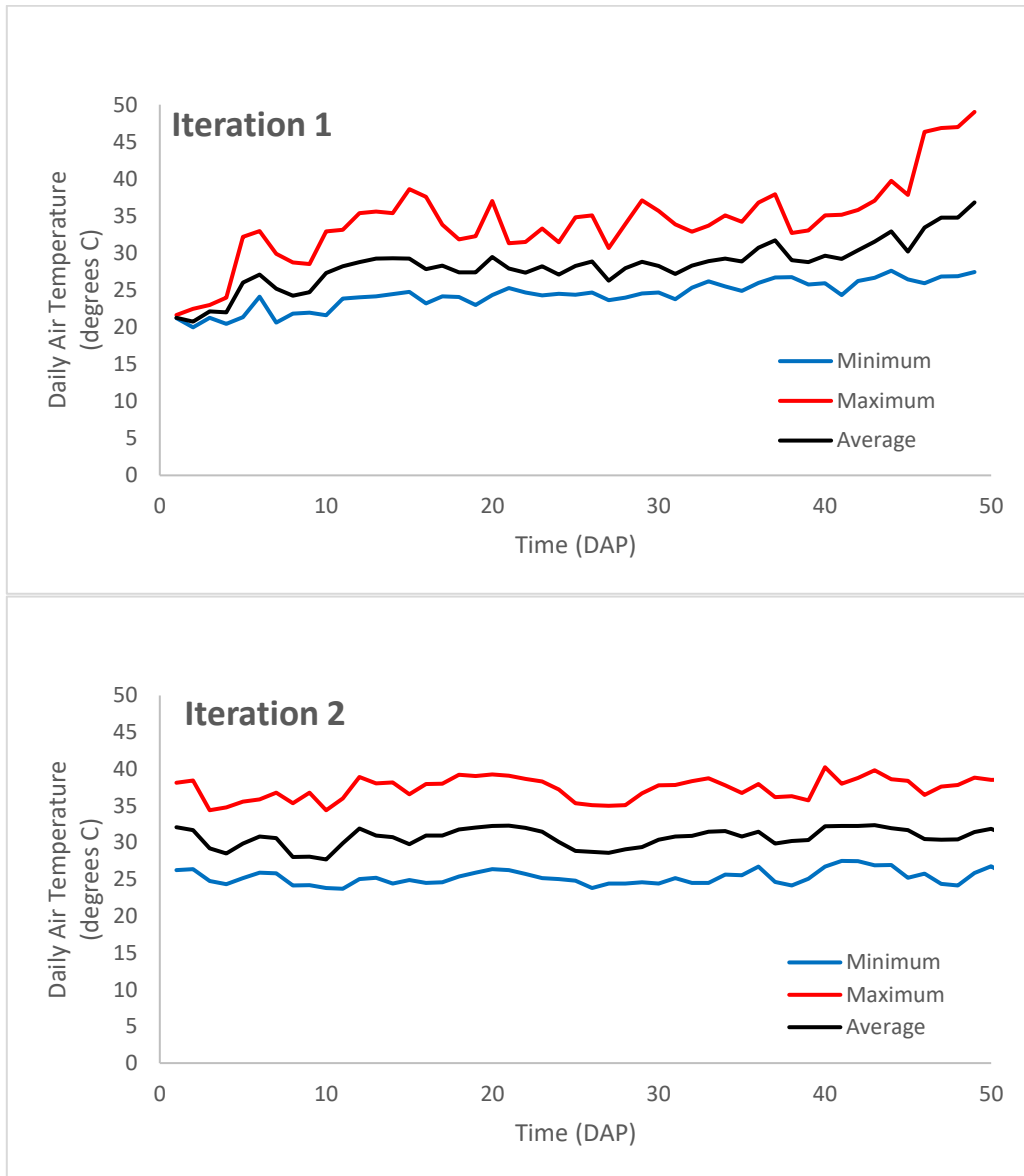 Iteration 1
Daily Air Temperature
(degrees C)
50
45
40
35
30
25
20
15
10
5
0
Minimum
Maximum
Average
0 10 20 30 40 50
Time (DAP)
Iteration 2
Daily Air Temperature
(degrees C)
50
45
40
35
30
25
20
15
10
5
0
Minimum
Maximum
Average
0 10 20 30 40 50
Time (DAP)